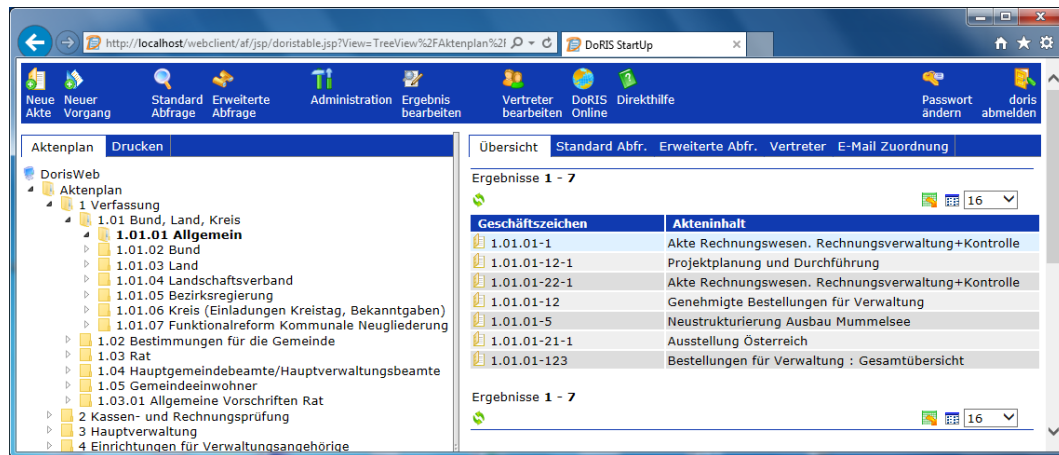 http://localhost/webclient/af/jsp/doristable.jsp?View=TreeView%2FAktenplan%2F
DoRIS StartUp
Neue Akte
Neuer Vorgang
Standard Abfrage
Erweiterte Abfrage
Administration
Ergebnis bearbeiten
Vertreter bearbeiten
DoRIS Online
Direkthilfe
Passwort ändern
doris abmelden
Aktenplan
Drucken
DorisWeb
Aktenplan
1 Verfassung
1.01 Bund, Land, Kreis
1.01.01 Allgemein
1.01.02 Bund
1.01.03 Land
1.01.04 Landschaftsverband
1.01.05 Bezirksregierung
1.01.06 Kreis (Einladungen Kreistag, Bekanntgaben)
1.01.07 Funktionalreform Kommunale Neugliederung
1.02 Bestimmungen für die Gemeinde
1.03 Rat
1.04 Hauptgemeindebeamte/Hauptverwaltungsbeamte
1.05 Gemeindeeinwohner
1.03.01 Allgemeine Vorschriften Rat
2 Kassen- und Rechnungsprüfung
3 Hauptverwaltung
4 Einrichtungen für Verwaltungsangehörige
Übersicht
Standard Abfr.
Erweiterte Abfr.
Vertreter
E-Mail Zuordnung
Ergebnisse 1 - 7
16
Geschäftszeichen Akteninhalt
1.01.01-1 Akte Rechnungswesen. Rechnungsverwaltung+Kontrolle
1.01.01-12-1 Projektplanung und Durchführung
1.01.01-22-1 Akte Rechnungswesen. Rechnungsverwaltung+Kontrolle
1.01.01-12 Genehmigte Bestellungen für Verwaltung
1.01.01-5 Neustrukturierung Ausbau Mummelsee
1.01.01-21-1 Ausstellung Österreich
1.01.01-123 Bestellungen für Verwaltung : Gesamtübersicht
Ergebnisse 1 - 7
16